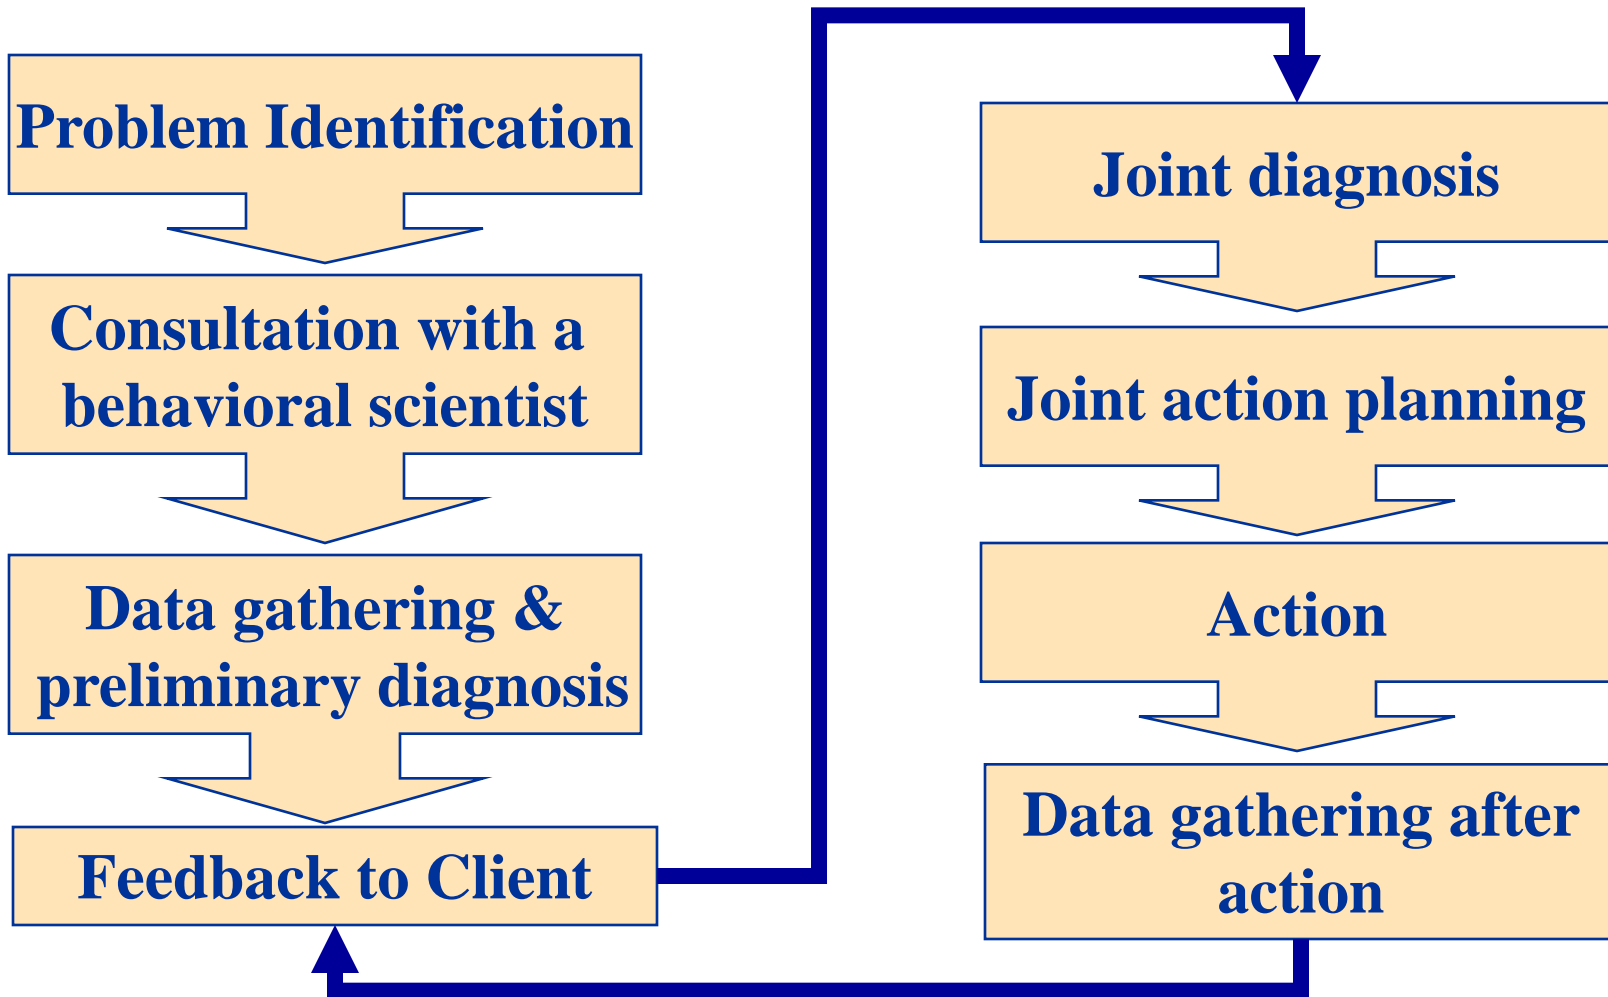 Problem Identification
Consultation with a
behavioral scientist
Data gathering &
preliminary diagnosis
Feedback to Client
Joint diagnosis
Joint action planning
Action
Data gathering after
action